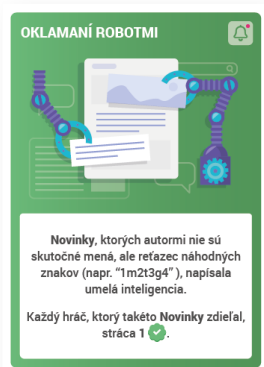 OKLAMANÍ ROBOTMI
Novinky, ktorých autormi nie sú
skutočné mená, ale reťazec náhodných
znakov (napr. “1m2t3g4” ), napísala
umelá inteligencia.
Každý hráč, ktorý takéto Novinky zdieľal,
stráca 1 .